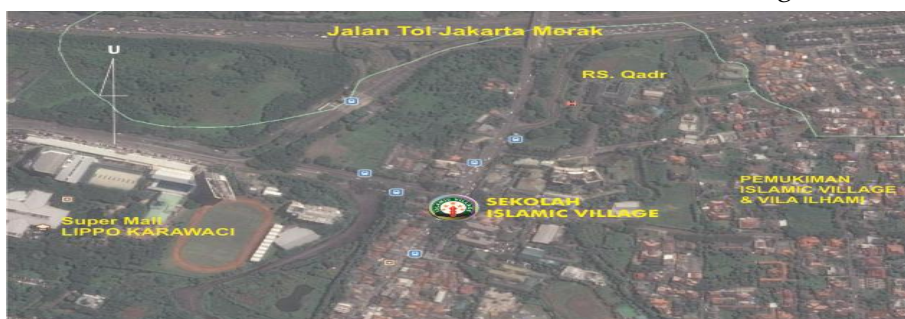 Jalan Tol Jakarta Merak
U
RS. Qadr
H
PEMUKIMAN
ISLAMIC VILLAGE
& VILA ILHAMI
SEKOLAH
ISLAMIC VILLAGE
Super Mall
LIPPO KARAWACI